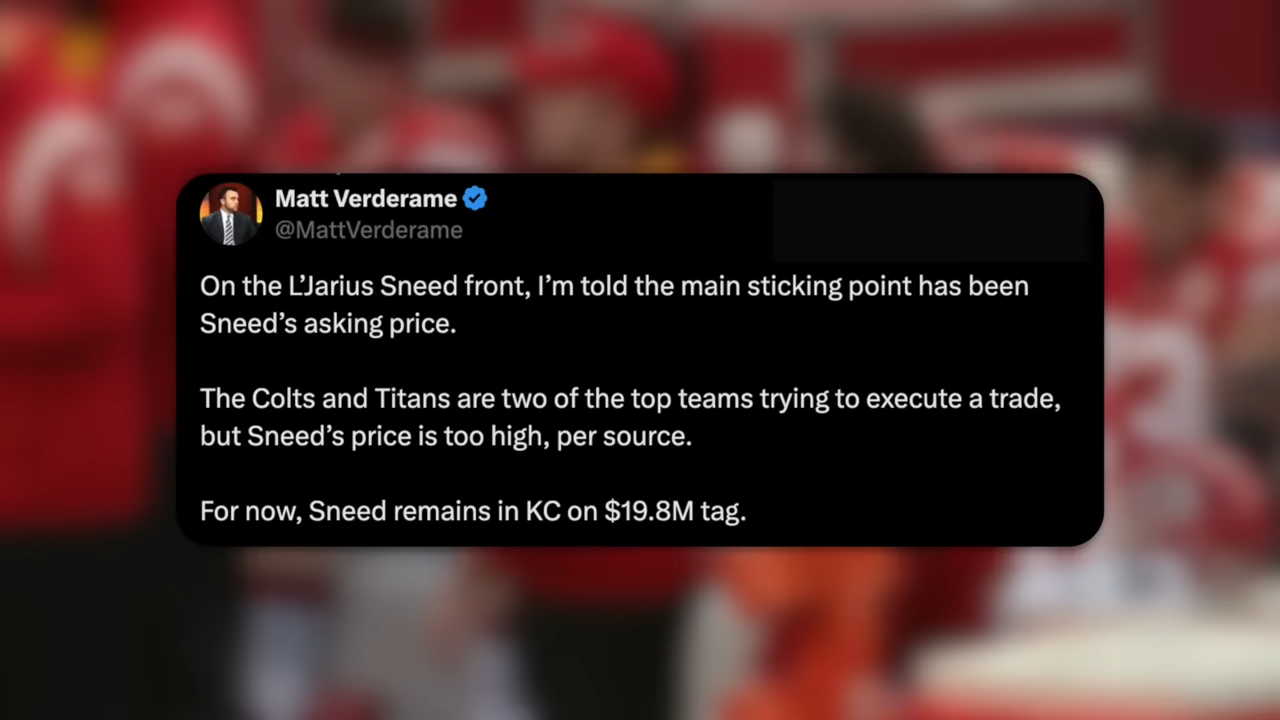 Matt Verderame
@MattVerderame
On the L’Jarius Sneed front, I’m told the main sticking point has been
Sneed’s asking price.
The Colts and Titans are two of the top teams trying to execute a trade,
but Sneed’s price is too high, per source.
For now, Sneed remains in KC on $19.8M tag.